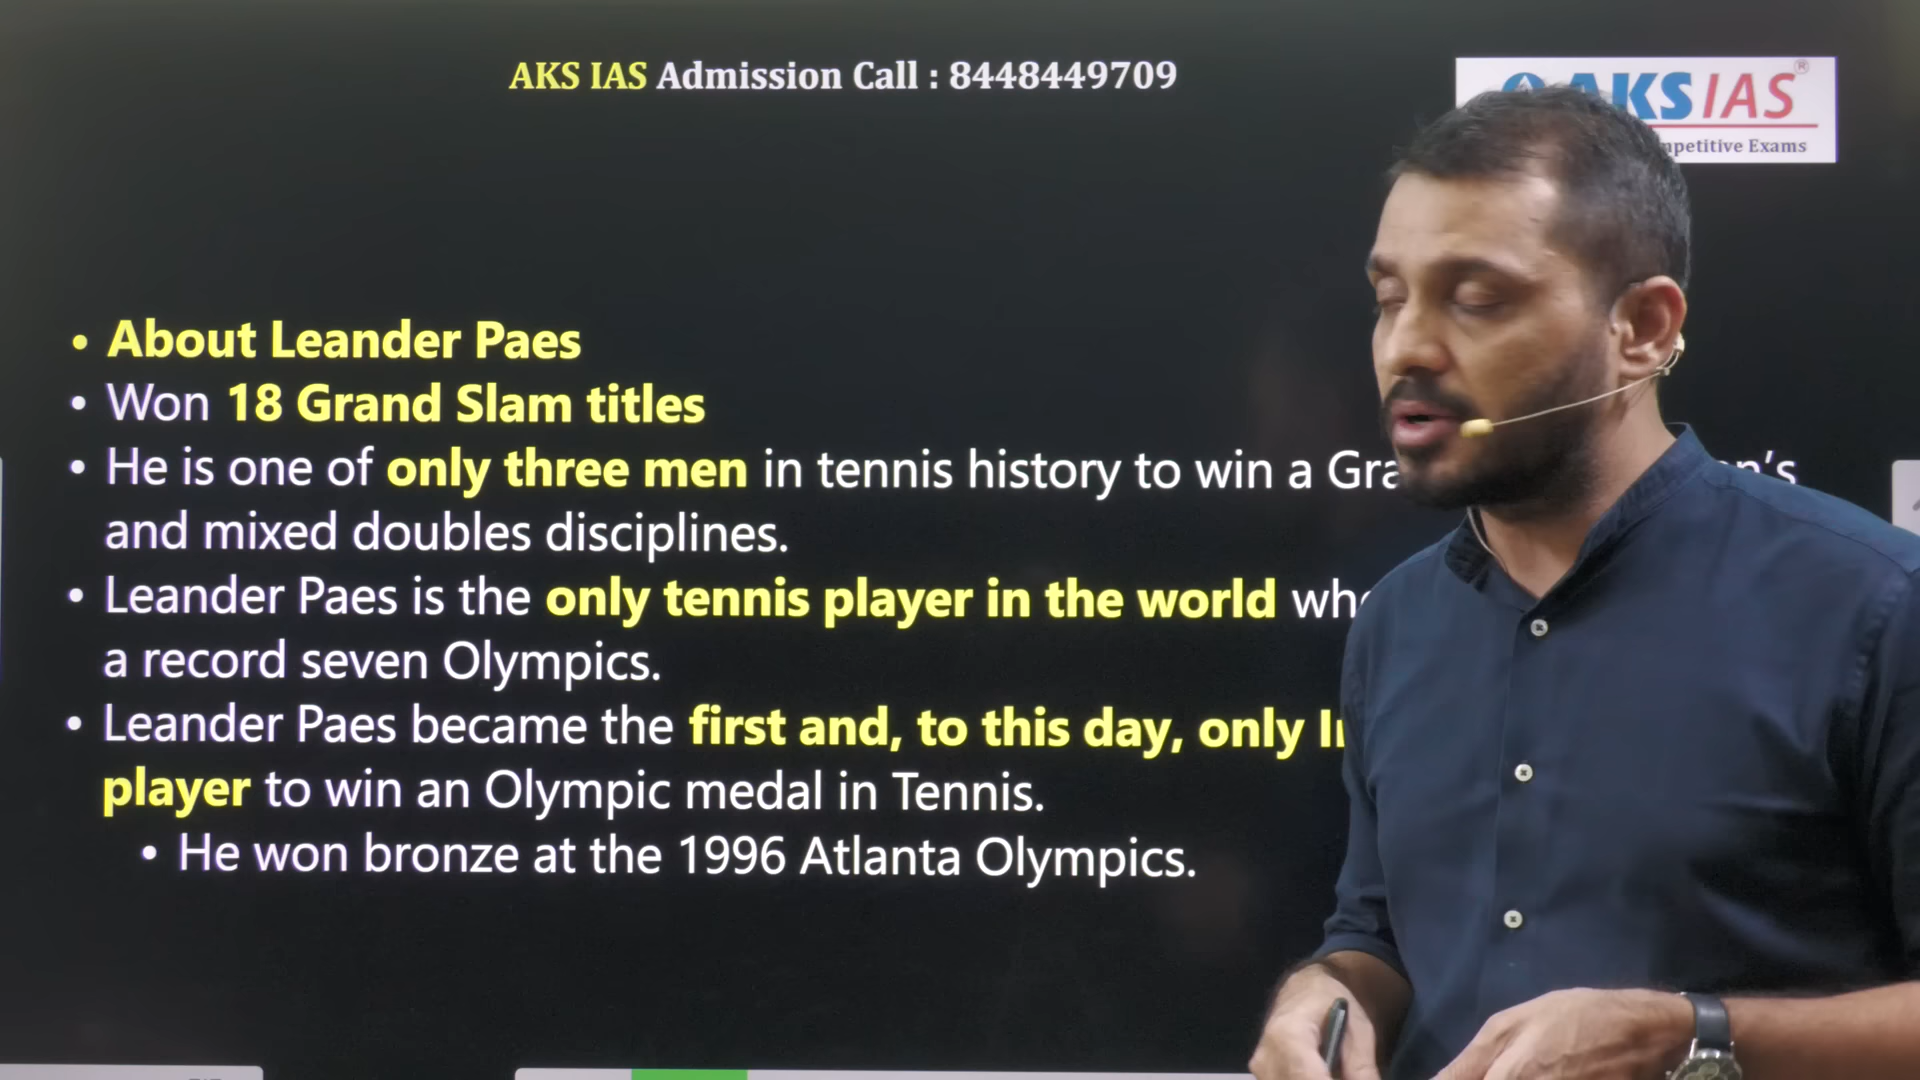 AKS IAS Admission Call : 8448449709
AKS IAS ®
Competitive Exams
• About Leander Paes
• Won 18 Grand Slam titles
• He is one of only three men in tennis history to win a
and mixed doubles disciplines.
• Leander Paes is the only tennis player in the world
a record seven Olympics.
• Leander Paes became the first and, to this day, only
player to win an Olympic medal in Tennis.
• He won bronze at the 1996 Atlanta Olympics.